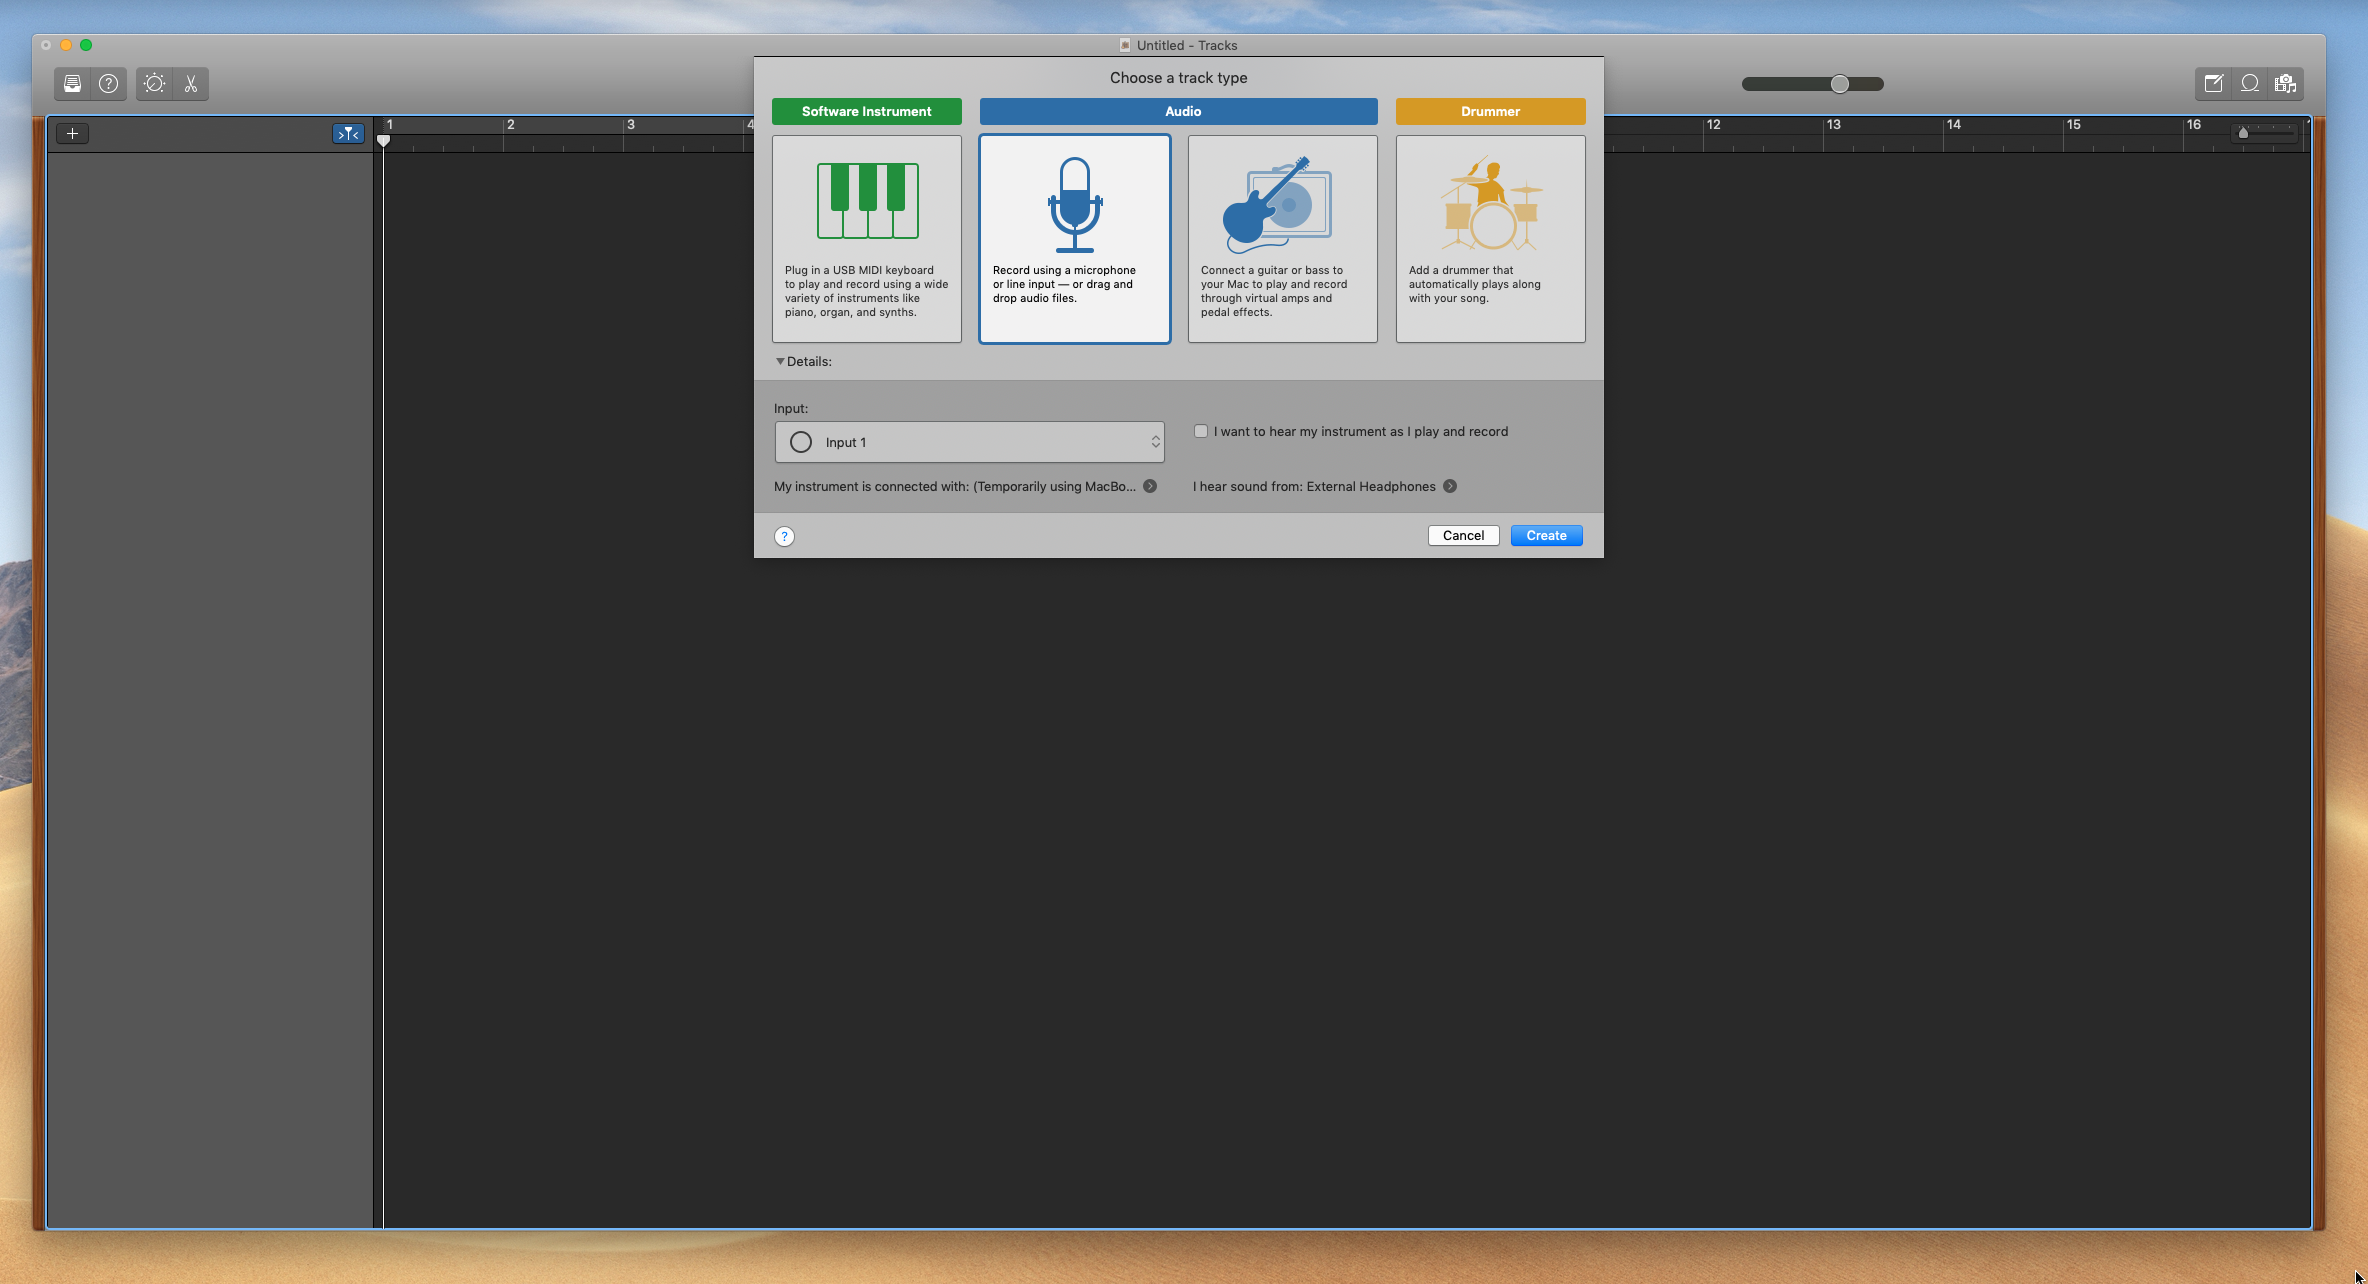 Untitled - Tracks
Choose a track type
Software Instrument
Audio
Drummer
1
2
3
4
12
13
14
15
16
Plug in a USB MIDI keyboard
to play and record using a wide
variety of instruments like
piano, organ, and synths.
Record using a microphone
or line input — or drag and
drop audio files.
Connect a guitar or bass to
your Mac to play and record
through virtual amps and
pedal effects.
Add a drummer that
automatically plays along
with your song.
Details:
Input:
Input 1
I want to hear my instrument as I play and record
My instrument is connected with: (Temporarily using MacBo...
I hear sound from: External Headphones
?
Cancel
Create